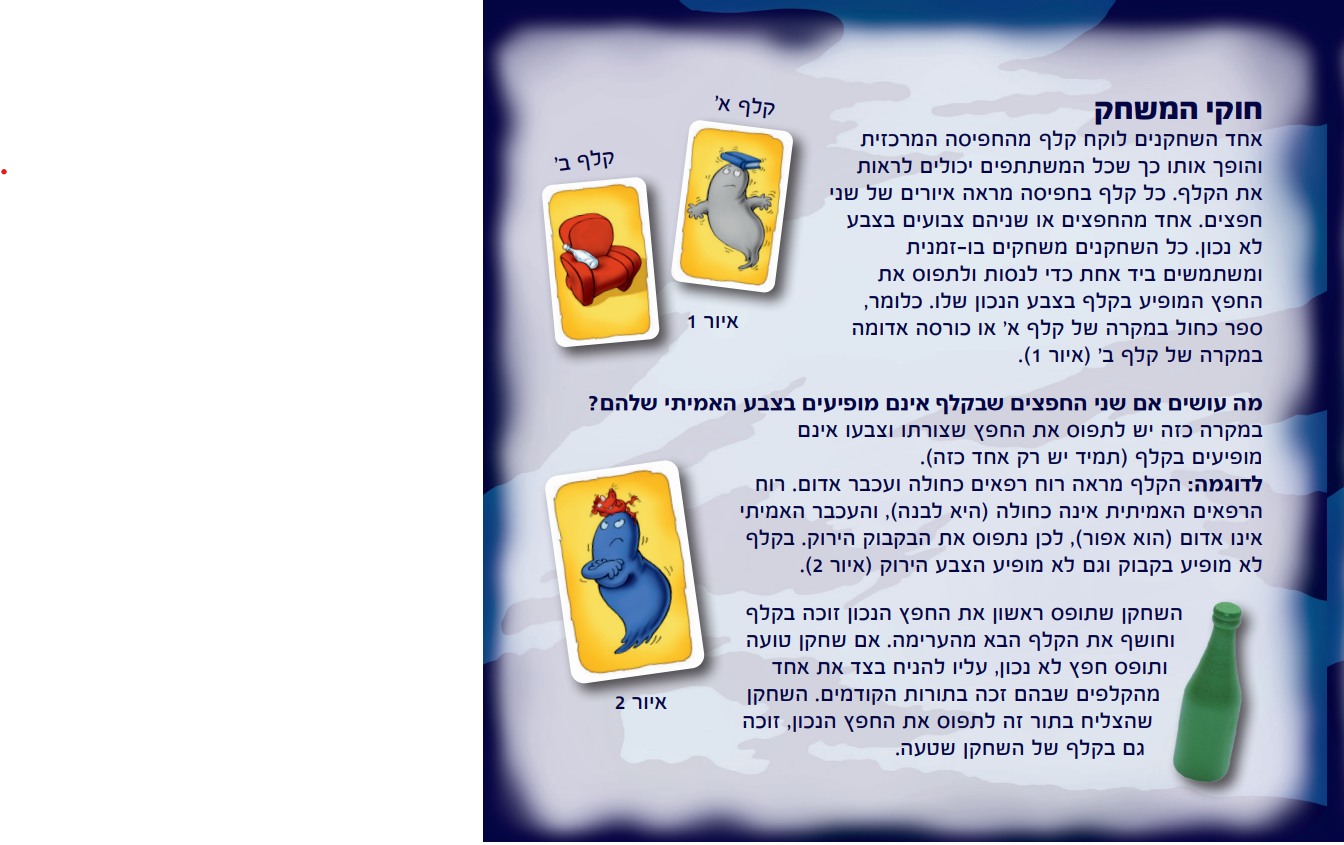 חוקי המשחק
אחד השחקנים לוקח קלף מהחפיסה המרכזית
והופך אותו כך שכל המשתתפים יכולים לראות
את הקלף. כל קלף בחפיסה מראה איורים של שני
חפצים. אחד מהחפצים או שניהם צבועים בצבע
לא נכון. כל השחקנים משחקים בו-זמנית
ומשתמשים ביד אחת כדי לנסות ולתפוס את
החפץ המופיע בקלף בצבע הנכון שלו. כלומר,
ספר כחול במקרה של קלף א' או כורסה אדומה
במקרה של קלף ב' (איור 1).
קלף א'
קלף ב'
איור 1
מה עושים אם שני החפצים שבקלף אינם מופיעים בצבע האמיתי שלהם?
במקרה כזה יש לתפוס את החפץ שצורתו וצבעו אינם
מופיעים בקלף (תמיד יש רק אחד כזה).
לדוגמה: הקלף מראה רוח רפאים כחולה ועכבר אדום. רוח
הרפאים האמיתית אינה כחולה (היא לבנה), והעכבר האמיתי
אינו אדום (הוא אפור), לכן נתפוס את הבקבוק הירוק. בקלף
לא מופיע בקבוק וגם לא מופיע הצבע הירוק (איור 2).
איור 2
השחקן שתופס ראשון את החפץ הנכון זוכה בקלף
וחושף את הקלף הבא מהערימה. אם שחקן טועה
ותופס חפץ לא נכון, עליו להניח בצד את אחד
מהקלפים שבהם זכה בתורות הקודמים. השחקן
שהצליח בתור זה לתפוס את החפץ הנכון, זוכה
גם בקלף של השחקן שטעה.